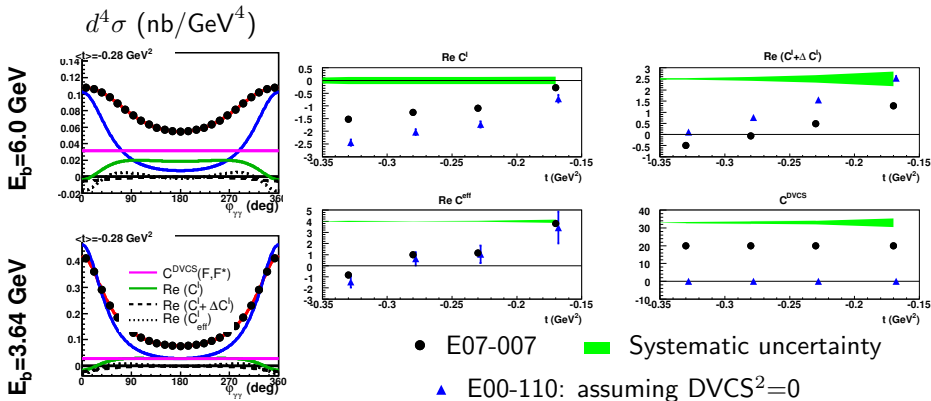 d⁴σ (nb/GeV⁴)
E_b=6.0 GeV
<t>=-0.28 GeV²
0.14
0.12
0.1
0.08
0.06
0.04
0.02
0
-0.02
0 90 180 270 360
φγγ (deg)
Re C^I
0.5
0
-0.5
-1
-1.5
-2
-2.5
-3
-0.35 -0.3 -0.25 -0.2 -0.15
t (GeV²)
Re (C^I+Δ C^I)
3
2.5
2
1.5
1
0.5
0
-0.5
-1
-0.35 -0.3 -0.25 -0.2 -0.15
t (GeV²)
E_b=3.64 GeV
<t>=-0.28 GeV²
0.4
0.3
0.2
0.1
0
C^DVCS(F,F*)
Re (C^I)
Re (C^I+ ΔC^I)
Re (C^I_eff)
0 90 180 270 360
φγγ (deg)
Re C^eff
5
4
3
2
1
0
-1
-2
-3
-0.35 -0.3 -0.25 -0.2 -0.15
t (GeV²)
C^DVCS
40
30
20
10
0
-10
-0.35 -0.3 -0.25 -0.2 -0.15
t (GeV²)
E07-007
Systematic uncertainty
E00-110: assuming DVCS²=0